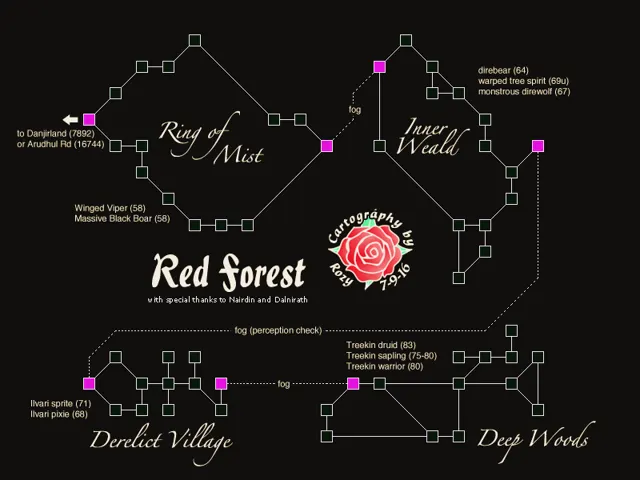 direbear (64)
warped tree spirit (69u)
monstrous direwolf (67)
fog
Ring of
Mist
Inner
Weald
to Danjirland (7892)
or Arudhul Rd (16744)
Winged Viper (58)
Massive Black Boar (58)
Cartography by
Rozy 7-9-16
Red Forest
with special thanks to Nairdin and Dalnirath
fog (perception check)
Treekin druid (83)
Treekin sapling (75-80)
Treekin warrior (80)
fog
Ilvari sprite (71)
Ilvari pixie (68)
Derelict Village
Deep Woods